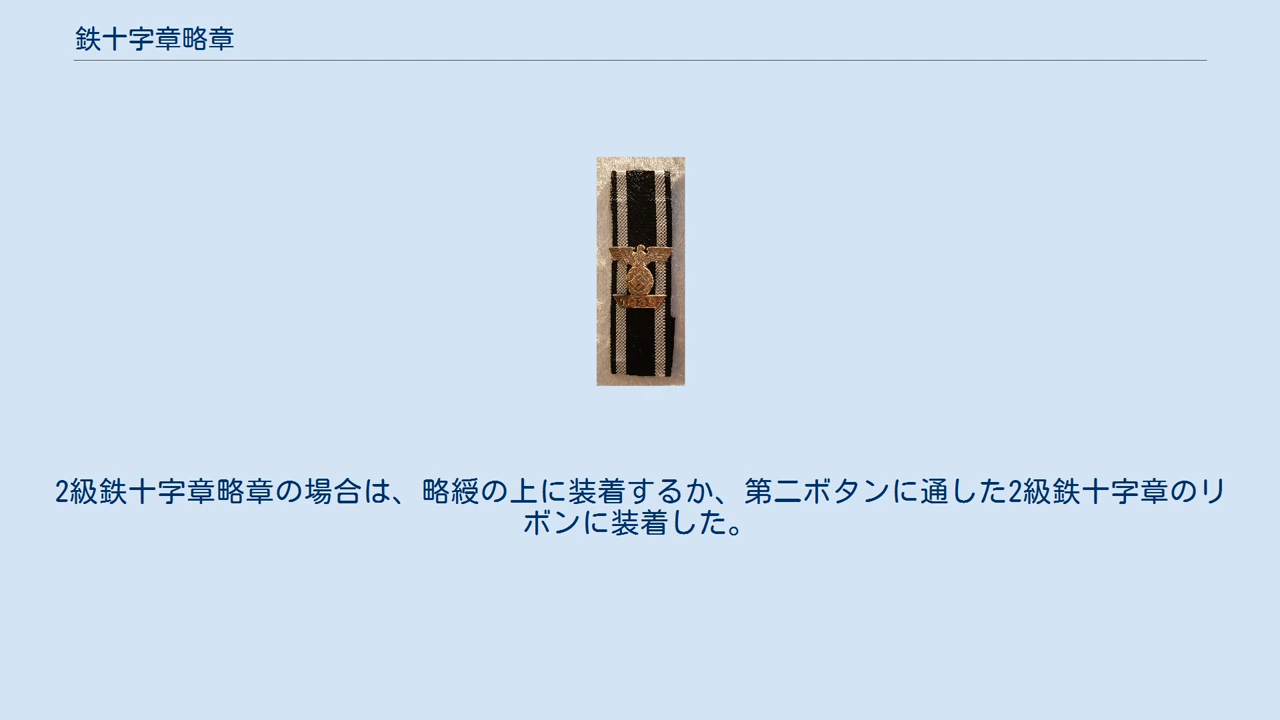 鉄十字章略章
2級鉄十字章略章の場合は、略綬の上に装着するか、第二ボタンに通した2級鉄十字章のリ
ボンに装着した。